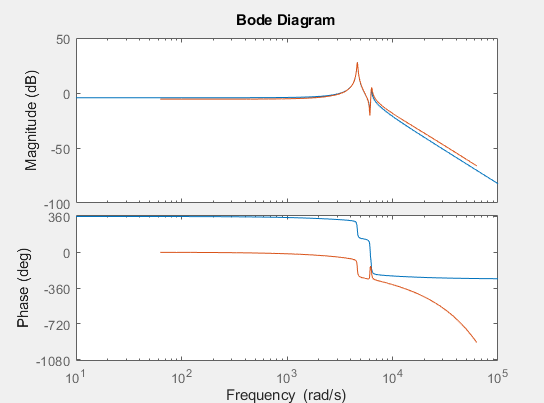 Bode Diagram
Magnitude (dB)
50
0
-50
-100
Phase (deg)
360
0
-360
-720
-1080
10^1 10^2 10^3 10^4 10^5
Frequency (rad/s)